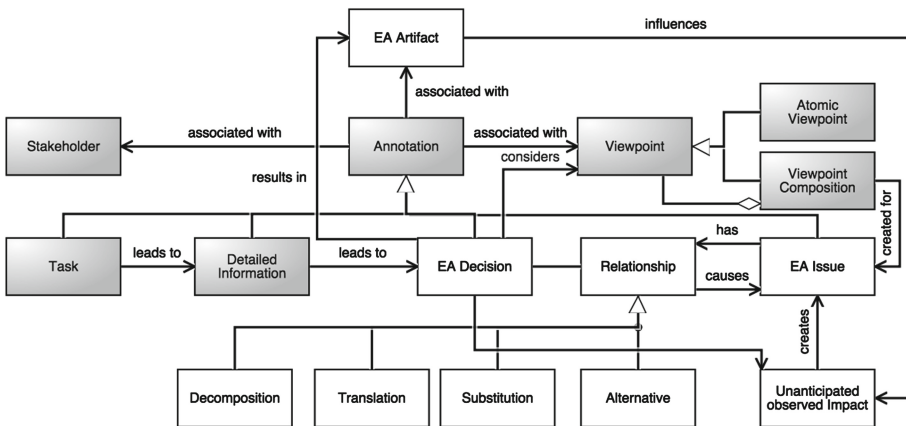 EA Artifact
influences
associated with
Stakeholder
associated with
Annotation
associated with
considers
Viewpoint
Atomic
Viewpoint
Viewpoint
Composition
results in
created for
Task
leads to
Detailed
Information
leads to
EA Decision
Relationship
has
causes
EA Issue
creates
Decomposition
Translation
Substitution
Alternative
Unanticipated
observed Impact